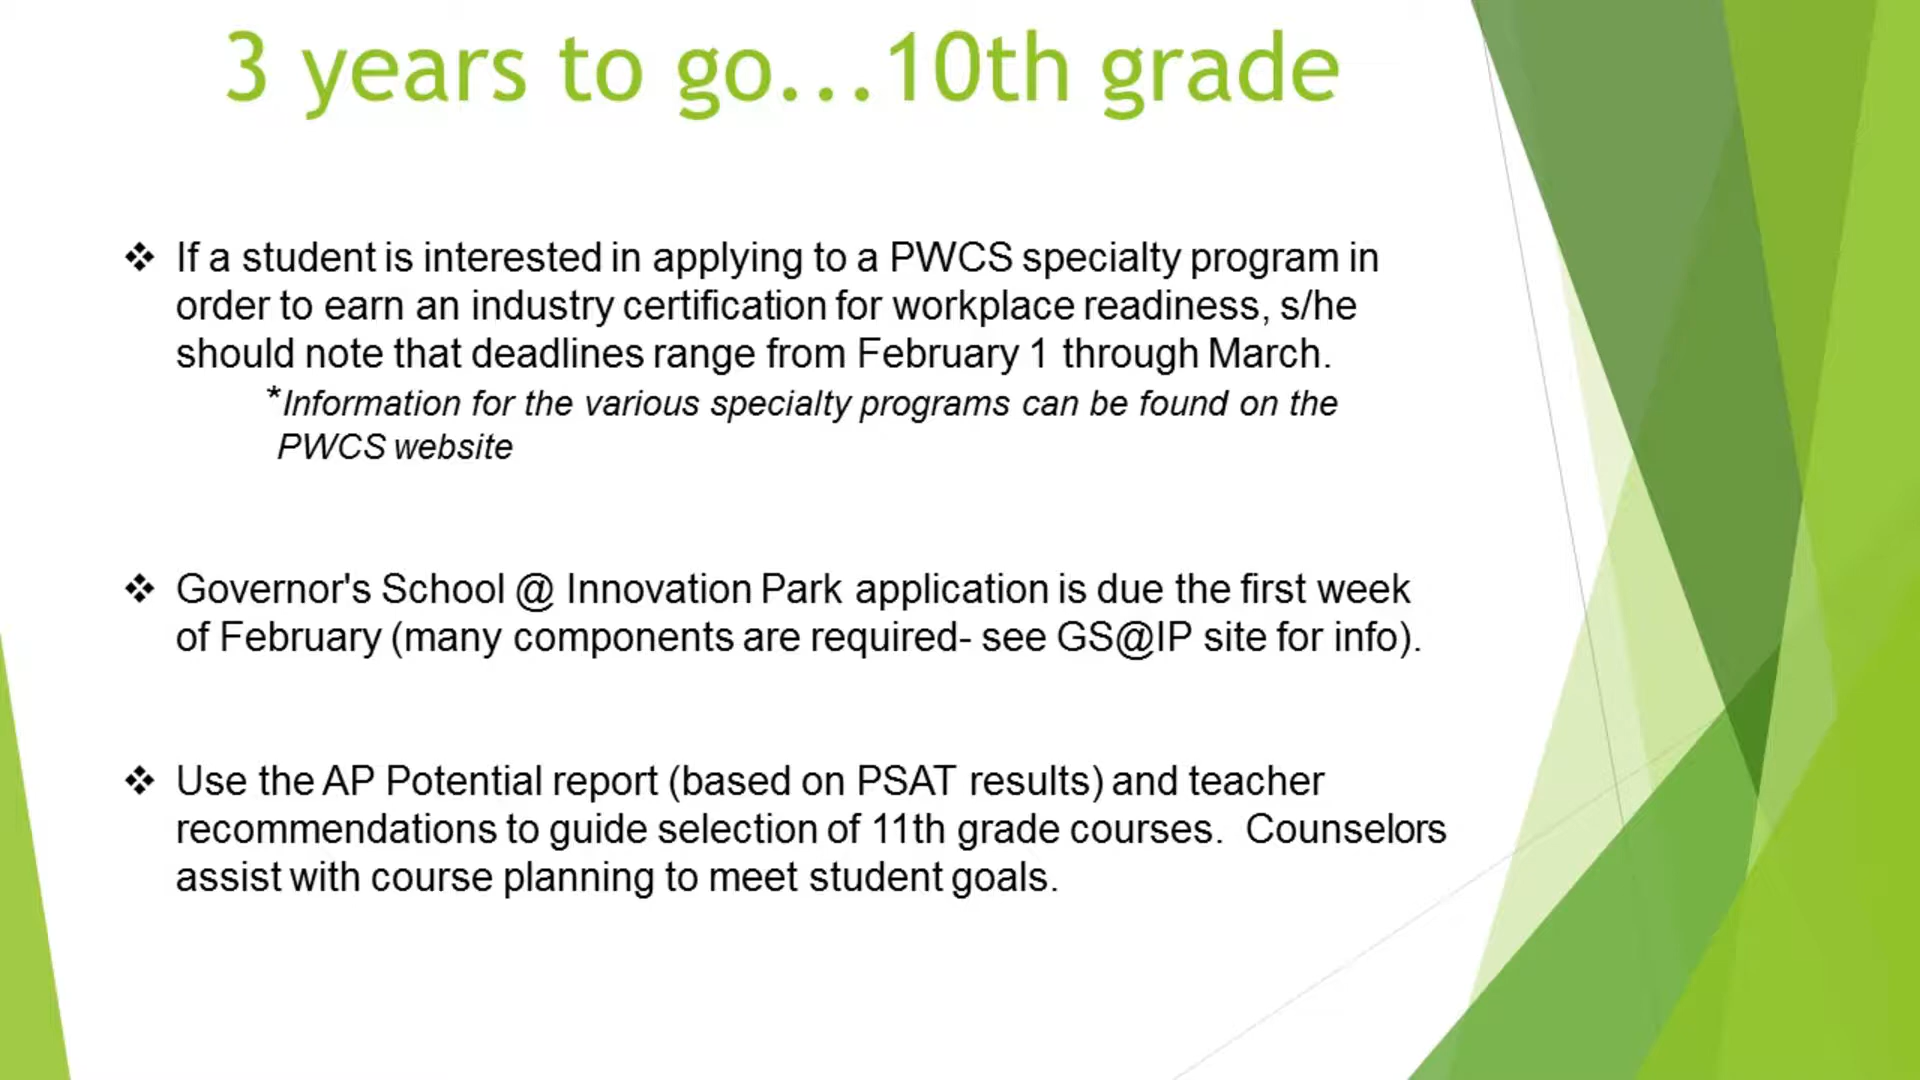 3 years to go...10th grade
❖ If a student is interested in applying to a PWCS specialty program in
order to earn an industry certification for workplace readiness, s/he
should note that deadlines range from February 1 through March.
*Information for the various specialty programs can be found on the
PWCS website
❖ Governor's School @ Innovation Park application is due the first week
of February (many components are required- see GS@IP site for info).
❖ Use the AP Potential report (based on PSAT results) and teacher
recommendations to guide selection of 11th grade courses.  Counselors
assist with course planning to meet student goals.